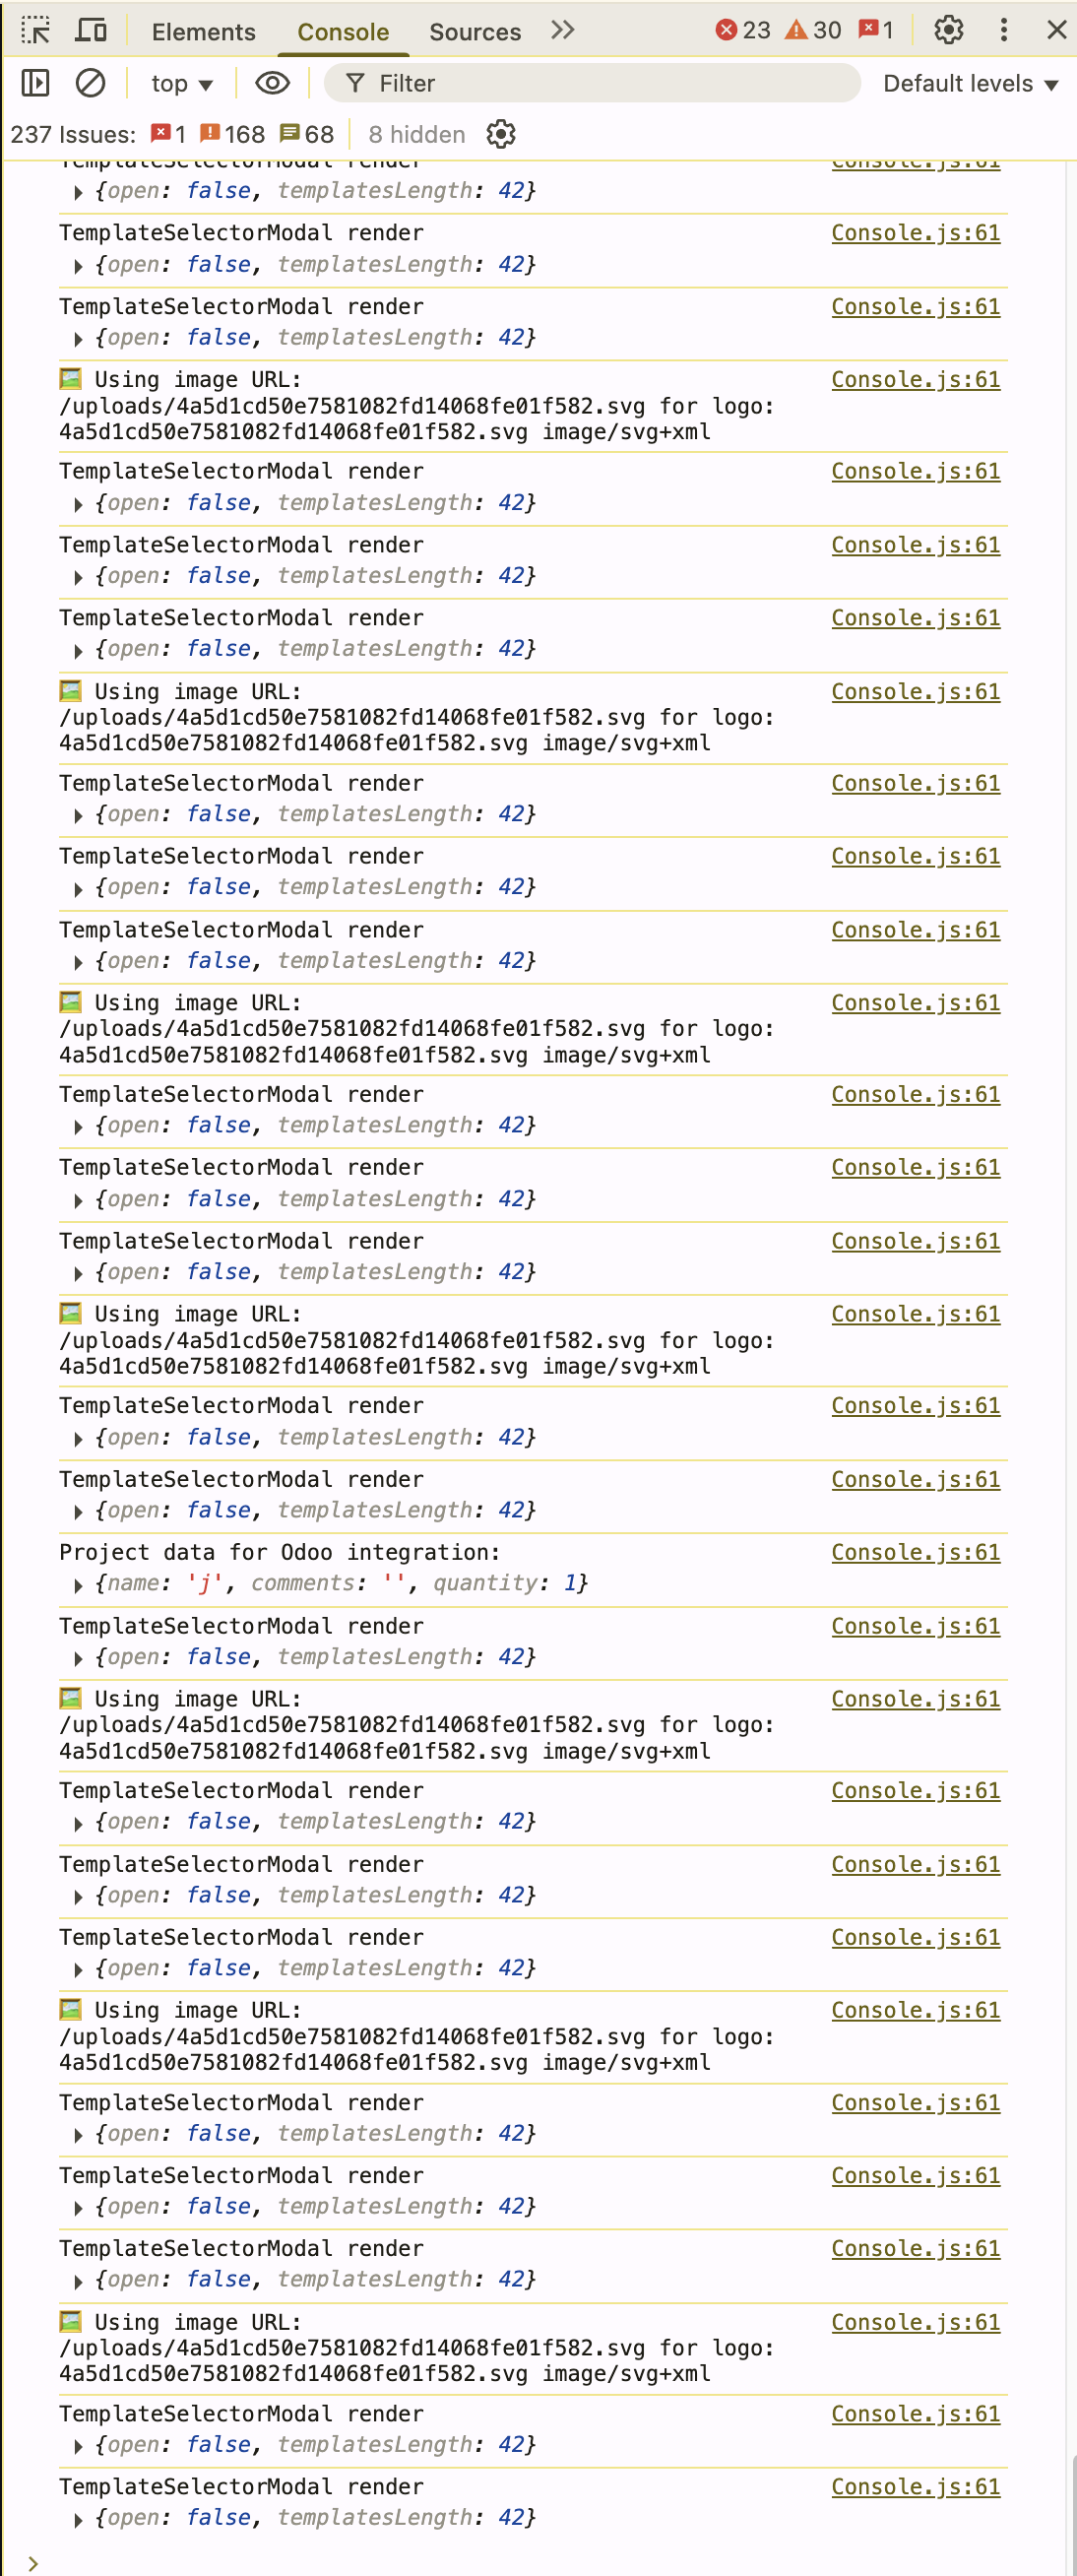 Elements Console Sources 23 30 1
top Filter Default levels
237 Issues: 1 168 68 8 hidden
TemplateSelectorModal render Console.js:61
{open: false, templatesLength: 42}
TemplateSelectorModal render Console.js:61
{open: false, templatesLength: 42}
TemplateSelectorModal render Console.js:61
{open: false, templatesLength: 42}
🖼️ Using image URL: Console.js:61
/uploads/4a5d1cd50e7581082fd14068fe01f582.svg for logo:
4a5d1cd50e7581082fd14068fe01f582.svg image/svg+xml
TemplateSelectorModal render Console.js:61
{open: false, templatesLength: 42}
TemplateSelectorModal render Console.js:61
{open: false, templatesLength: 42}
TemplateSelectorModal render Console.js:61
{open: false, templatesLength: 42}
🖼️ Using image URL: Console.js:61
/uploads/4a5d1cd50e7581082fd14068fe01f582.svg for logo:
4a5d1cd50e7581082fd14068fe01f582.svg image/svg+xml
TemplateSelectorModal render Console.js:61
{open: false, templatesLength: 42}
TemplateSelectorModal render Console.js:61
{open: false, templatesLength: 42}
TemplateSelectorModal render Console.js:61
{open: false, templatesLength: 42}
🖼️ Using image URL: Console.js:61
/uploads/4a5d1cd50e7581082fd14068fe01f582.svg for logo:
4a5d1cd50e7581082fd14068fe01f582.svg image/svg+xml
TemplateSelectorModal render Console.js:61
{open: false, templatesLength: 42}
TemplateSelectorModal render Console.js:61
{open: false, templatesLength: 42}
TemplateSelectorModal render Console.js:61
{open: false, templatesLength: 42}
🖼️ Using image URL: Console.js:61
/uploads/4a5d1cd50e7581082fd14068fe01f582.svg for logo:
4a5d1cd50e7581082fd14068fe01f582.svg image/svg+xml
TemplateSelectorModal render Console.js:61
{open: false, templatesLength: 42}
TemplateSelectorModal render Console.js:61
{open: false, templatesLength: 42}
Project data for Odoo integration: Console.js:61
{name: 'j', comments: '', quantity: 1}
TemplateSelectorModal render Console.js:61
{open: false, templatesLength: 42}
🖼️ Using image URL: Console.js:61
/uploads/4a5d1cd50e7581082fd14068fe01f582.svg for logo:
4a5d1cd50e7581082fd14068fe01f582.svg image/svg+xml
TemplateSelectorModal render Console.js:61
{open: false, templatesLength: 42}
TemplateSelectorModal render Console.js:61
{open: false, templatesLength: 42}
TemplateSelectorModal render Console.js:61
{open: false, templatesLength: 42}
🖼️ Using image URL: Console.js:61
/uploads/4a5d1cd50e7581082fd14068fe01f582.svg for logo:
4a5d1cd50e7581082fd14068fe01f582.svg image/svg+xml
TemplateSelectorModal render Console.js:61
{open: false, templatesLength: 42}
TemplateSelectorModal render Console.js:61
{open: false, templatesLength: 42}
TemplateSelectorModal render Console.js:61
{open: false, templatesLength: 42}
🖼️ Using image URL: Console.js:61
/uploads/4a5d1cd50e7581082fd14068fe01f582.svg for logo:
4a5d1cd50e7581082fd14068fe01f582.svg image/svg+xml
TemplateSelectorModal render Console.js:61
{open: false, templatesLength: 42}
TemplateSelectorModal render Console.js:61
{open: false, templatesLength: 42}